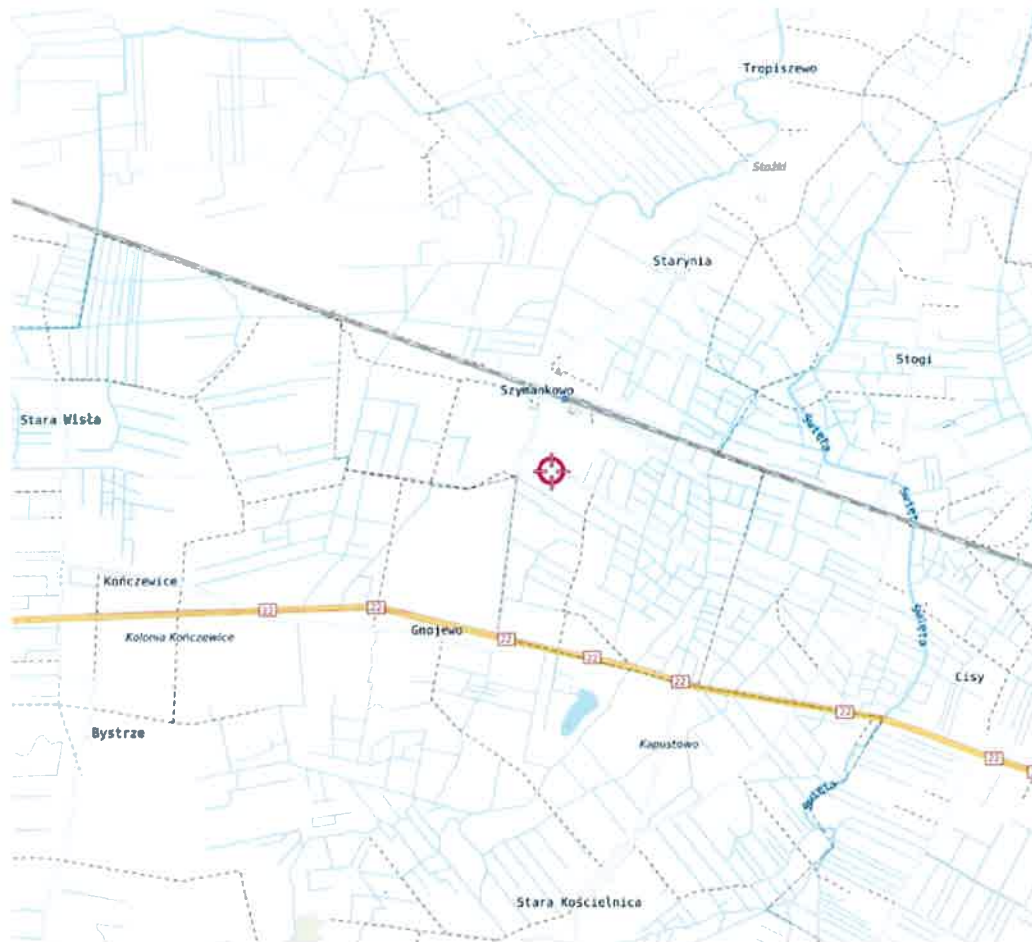 Tropiszewo
Stożki
Starynia
Stogi
Szymankowo
Stara Wisła
Święta
Święta
Kończewice
22
22
Kolonia Kończewice
Gnojewo
22
22
Święta
22
Cisy
22
Bystrze
Kapustowo
22
Święta
Stara Kościelnica